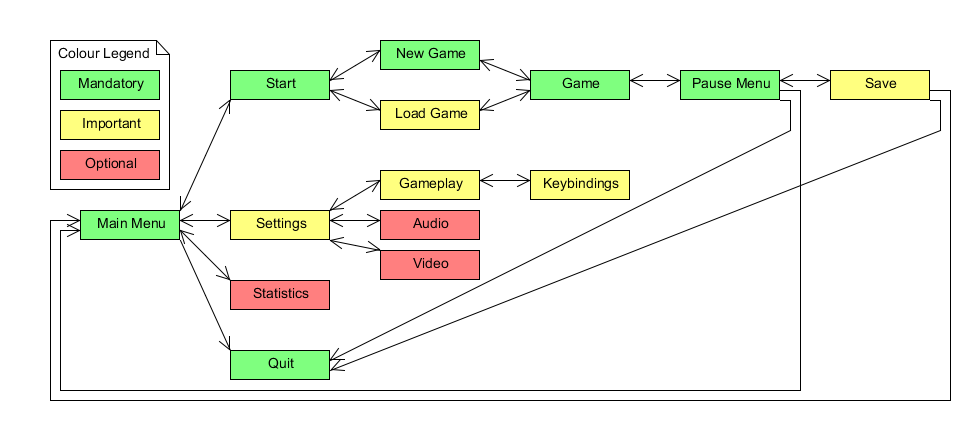 Colour Legend
Mandatory
Important
Optional
Start
New Game
Load Game
Game
Pause Menu
Save
Main Menu
Settings
Gameplay
Keybindings
Audio
Video
Statistics
Quit